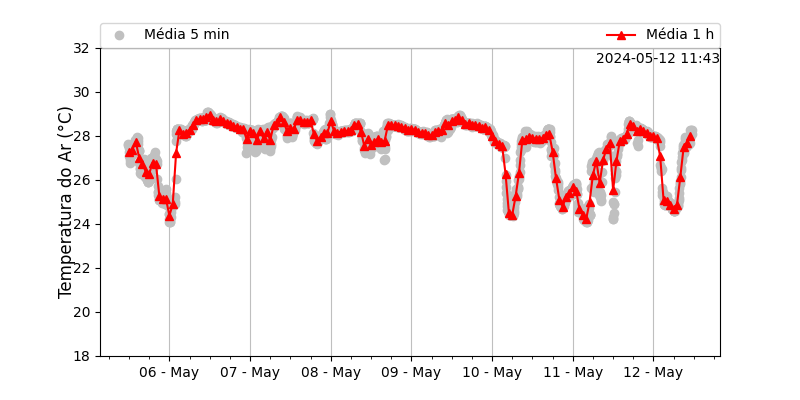 Média 5 min
Média 1 h
2024-05-12 11:43
Temperatura do Ar (°C)
32
30
28
26
24
22
20
18
06 - May
07 - May
08 - May
09 - May
10 - May
11 - May
12 - May